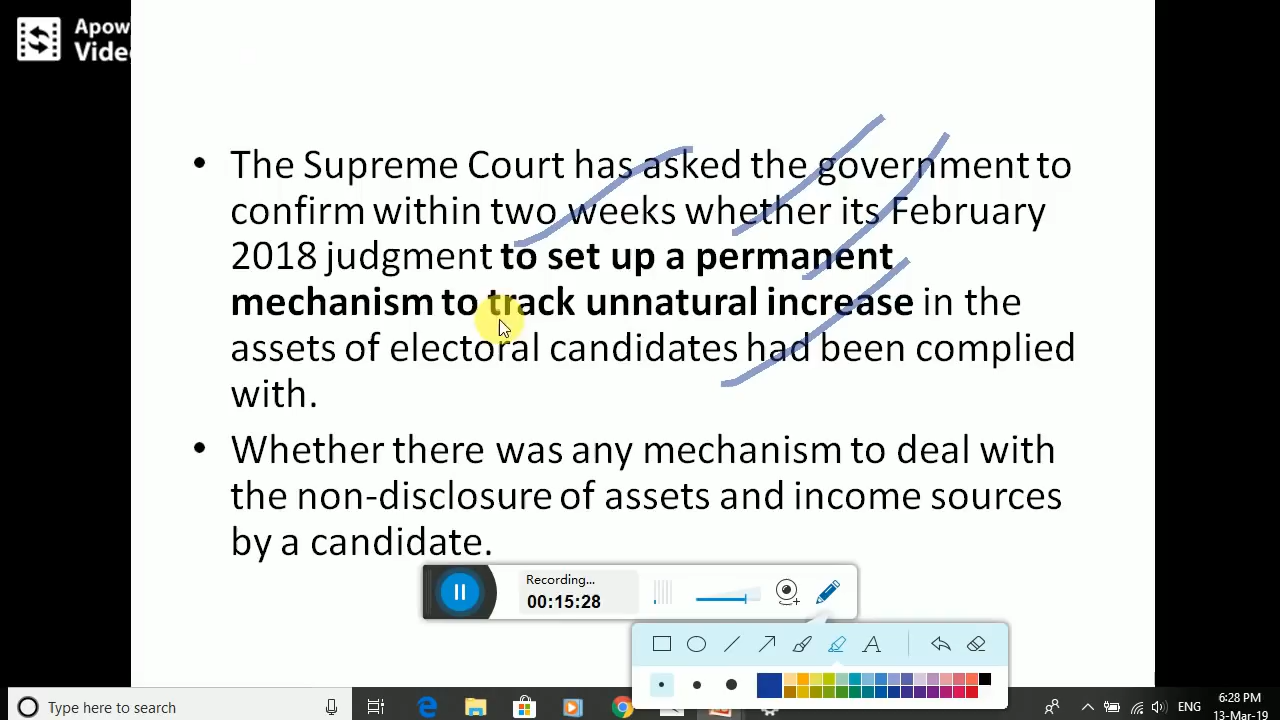 Apow
Vide
• The Supreme Court has asked the government to
confirm within two weeks whether its February
2018 judgment to set up a permanent
mechanism to track unnatural increase in the
assets of electoral candidates had been complied
with.
• Whether there was any mechanism to deal with
the non-disclosure of assets and income sources
by a candidate.
Recording...
00:15:28
A
Type here to search
ENG
6:28 PM
13-Mar-19